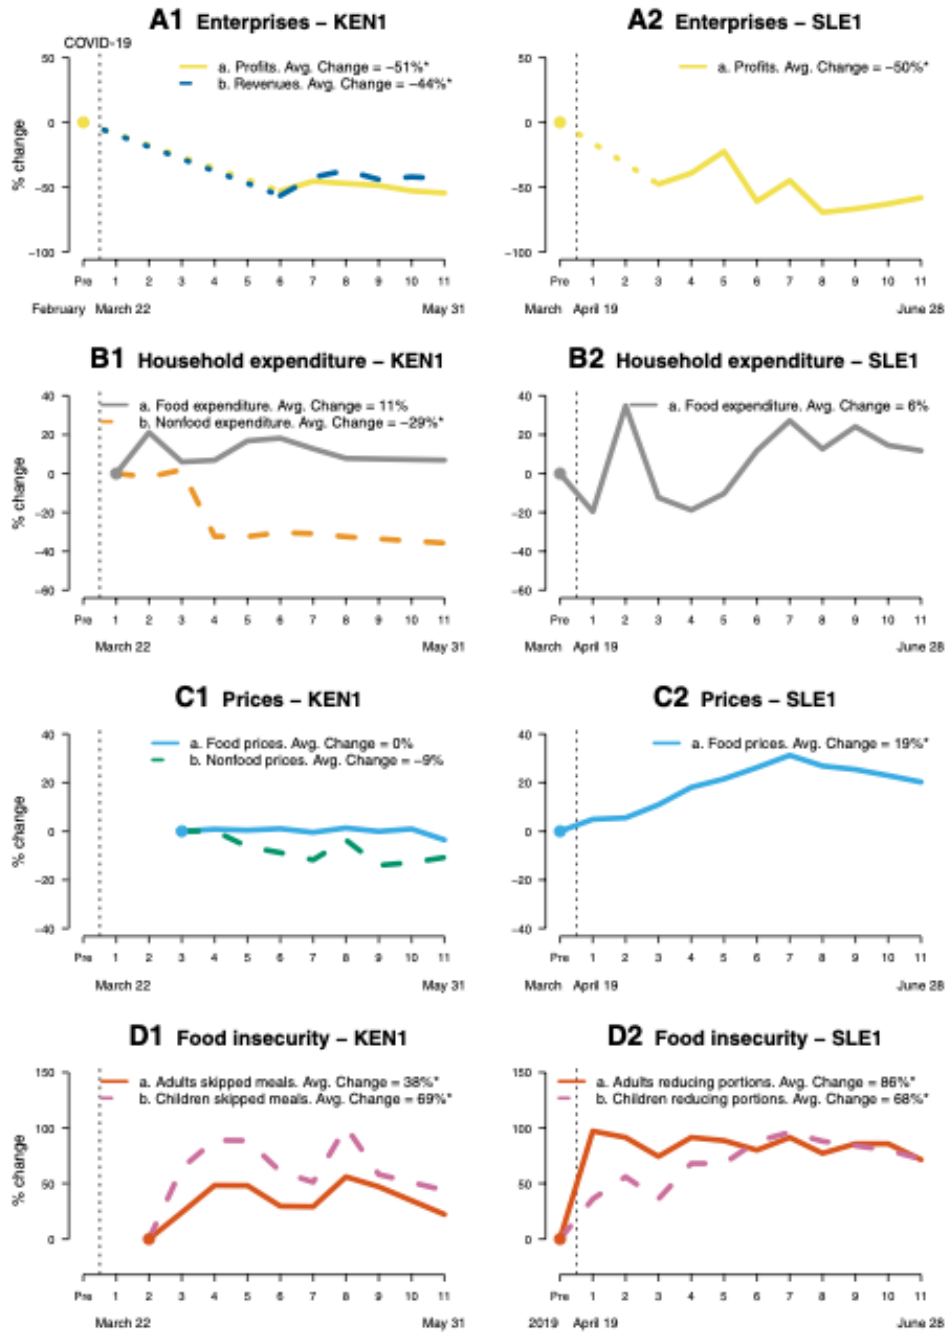 A1 Enterprises – KEN1
COVID-19
a. Profits. Avg. Change = –51%*
b. Revenues. Avg. Change = –44%*
% change
50
0
–50
–100
Pre 1 2 3 4 5 6 7 8 9 10 11
February March 22 May 31
A2 Enterprises – SLE1
a. Profits. Avg. Change = –50%*
50
0
–50
–100
Pre 1 2 3 4 5 6 7 8 9 10 11
March April 19 June 28
B1 Household expenditure – KEN1
a. Food expenditure. Avg. Change = 11%
b. Nonfood expenditure. Avg. Change = –29%*
% change
40
20
0
–20
–40
–60
Pre 1 2 3 4 5 6 7 8 9 10 11
March 22 May 31
B2 Household expenditure – SLE1
a. Food expenditure. Avg. Change = 6%
40
20
0
–20
–40
–60
Pre 1 2 3 4 5 6 7 8 9 10 11
March April 19 June 28
C1 Prices – KEN1
a. Food prices. Avg. Change = 0%
b. Nonfood prices. Avg. Change = –9%
% change
40
20
0
–20
–40
Pre 1 2 3 4 5 6 7 8 9 10 11
March 22 May 31
C2 Prices – SLE1
a. Food prices. Avg. Change = 19%*
40
20
0
–20
–40
Pre 1 2 3 4 5 6 7 8 9 10 11
March April 19 June 28
D1 Food insecurity – KEN1
a. Adults skipped meals. Avg. Change = 38%*
b. Children skipped meals. Avg. Change = 69%*
% change
150
100
50
0
Pre 1 2 3 4 5 6 7 8 9 10 11
March 22 May 31
D2 Food insecurity – SLE1
a. Adults reducing portions. Avg. Change = 86%*
b. Children reducing portions. Avg. Change = 68%*
150
100
50
0
Pre 1 2 3 4 5 6 7 8 9 10 11
2019 April 19 June 28